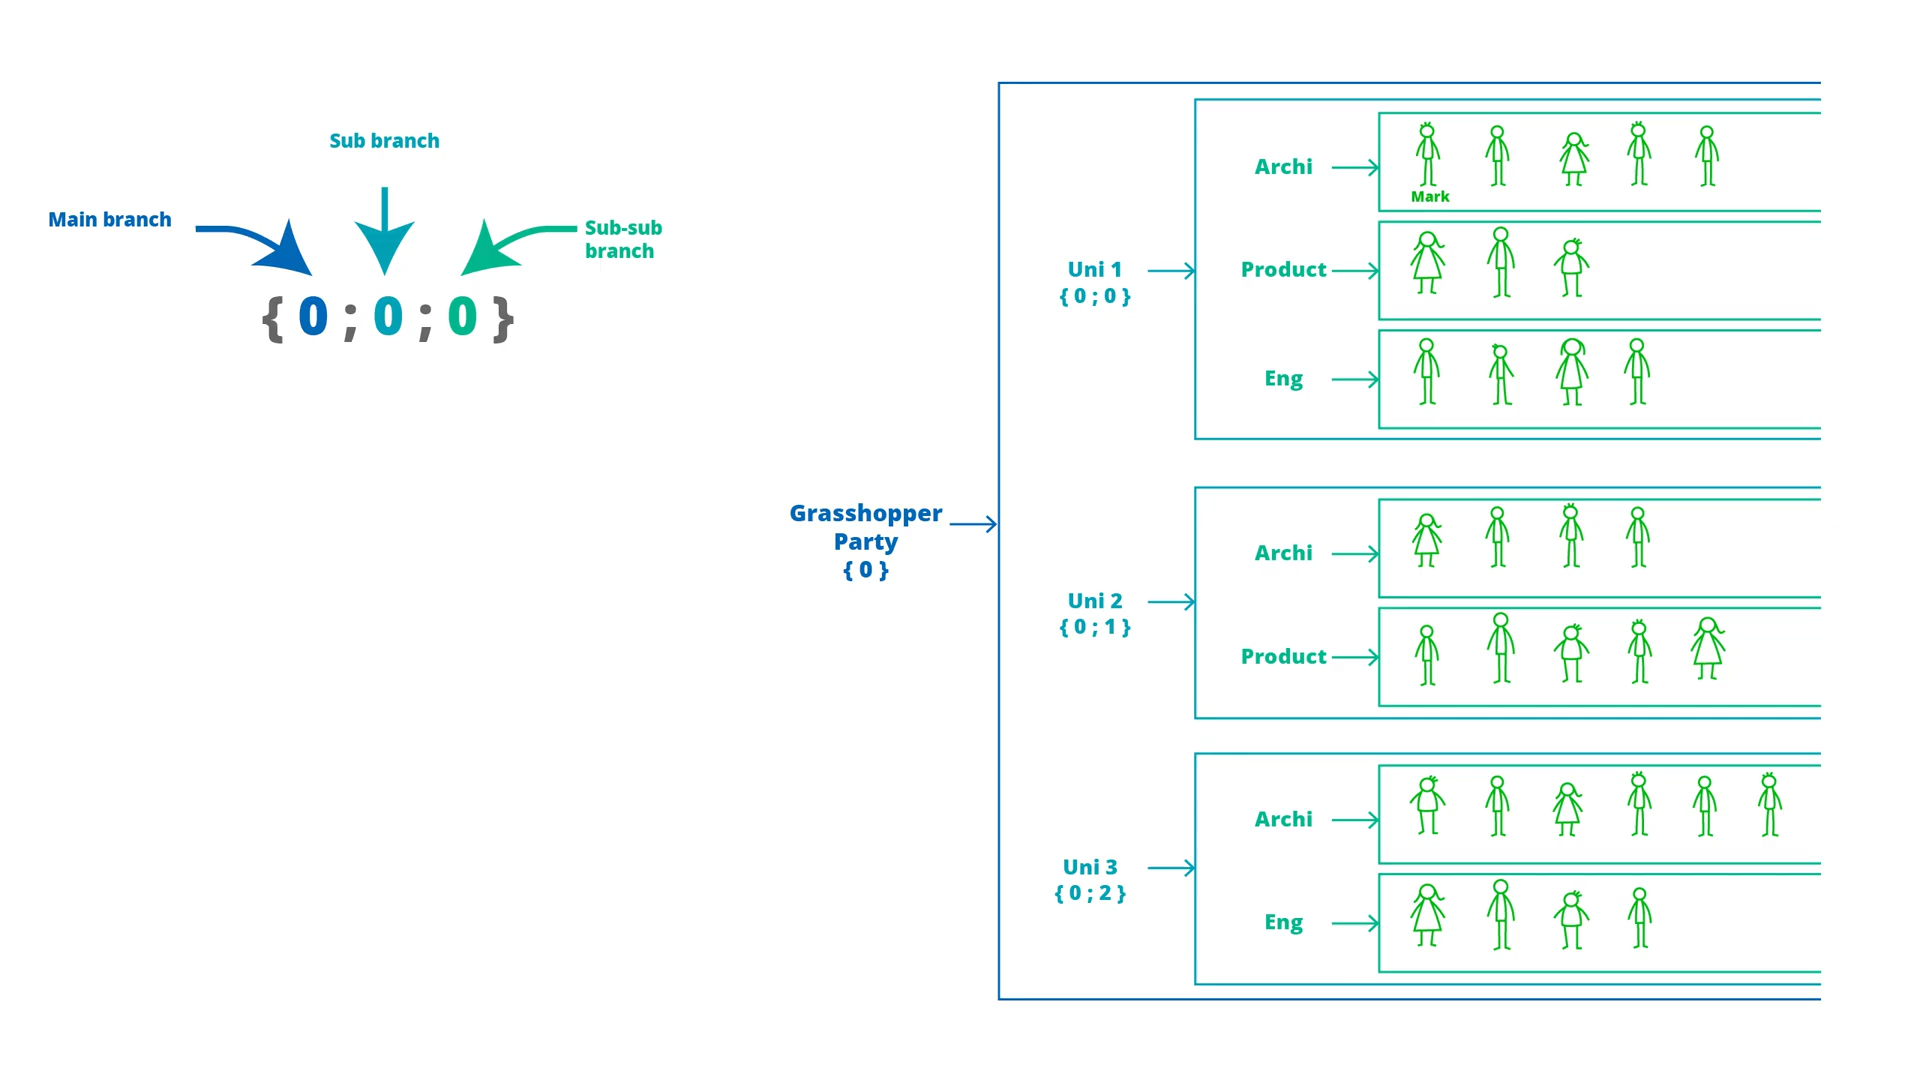 Sub branch
Main branch
Sub-sub
branch
{ 0 ; 0 ; 0 }
Grasshopper
Party
{ 0 }
Uni 1
{ 0 ; 0 }
Archi
Mark
Product
Eng
Uni 2
{ 0 ; 1 }
Archi
Product
Uni 3
{ 0 ; 2 }
Archi
Eng